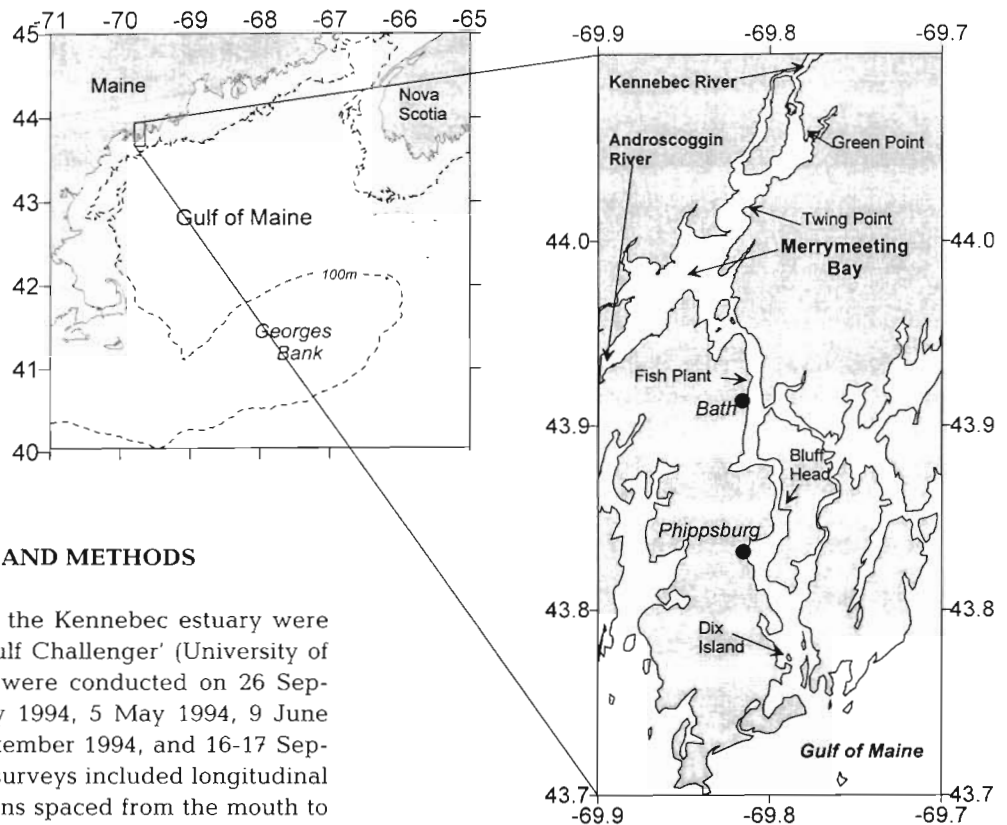 -71 -70 -69 -68 -67 -66 -65
45
44
43
42
41
40
Maine
Nova
Scotia
Gulf of Maine
100m
Georges
Bank
-69.9 -69.8 -69.7
Kennebec River
Androscoggin
River
Green Point
Twing Point
44.0 44.0
Merrymeeting
Bay
Fish Plant
Bath
43.9 43.9
Bluff
Head
Phippsburg
43.8 43.8
Dix
Island
Gulf of Maine
43.7 43.7
-69.9 -69.8 -69.7
AND METHODS
the Kennebec estuary were
ulf Challenger' (University of
were conducted on 26 Sep-
y 1994, 5 May 1994, 9 June
tember 1994, and 16-17 Sep-
surveys included longitudinal
ns spaced from the mouth to